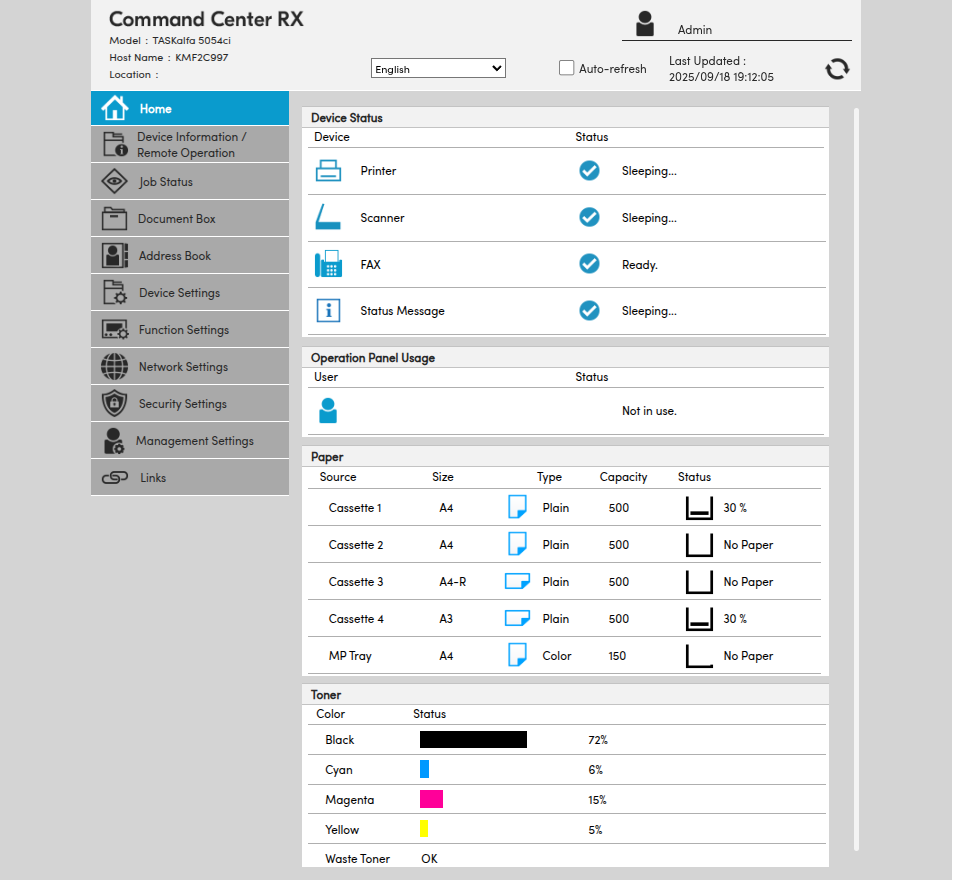 Command Center RX
Model : TASKalfa 5054ci
Host Name : KMF2C997
Location :
English
Auto-refresh
Admin
Last Updated :
2025/09/18 19:12:05
Home
Device Information /
Remote Operation
Job Status
Document Box
Address Book
Device Settings
Function Settings
Network Settings
Security Settings
Management Settings
Links
Device Status
Device Status
Printer Sleeping...
Scanner Sleeping...
FAX Ready.
Status Message Sleeping...
Operation Panel Usage
User Status
Not in use.
Paper
Source Size Type Capacity Status
Cassette 1 A4 Plain 500 30 %
Cassette 2 A4 Plain 500 No Paper
Cassette 3 A4-R Plain 500 No Paper
Cassette 4 A3 Plain 500 30 %
MP Tray A4 Color 150 No Paper
Toner
Color Status
Black 72%
Cyan 6%
Magenta 15%
Yellow 5%
Waste Toner OK